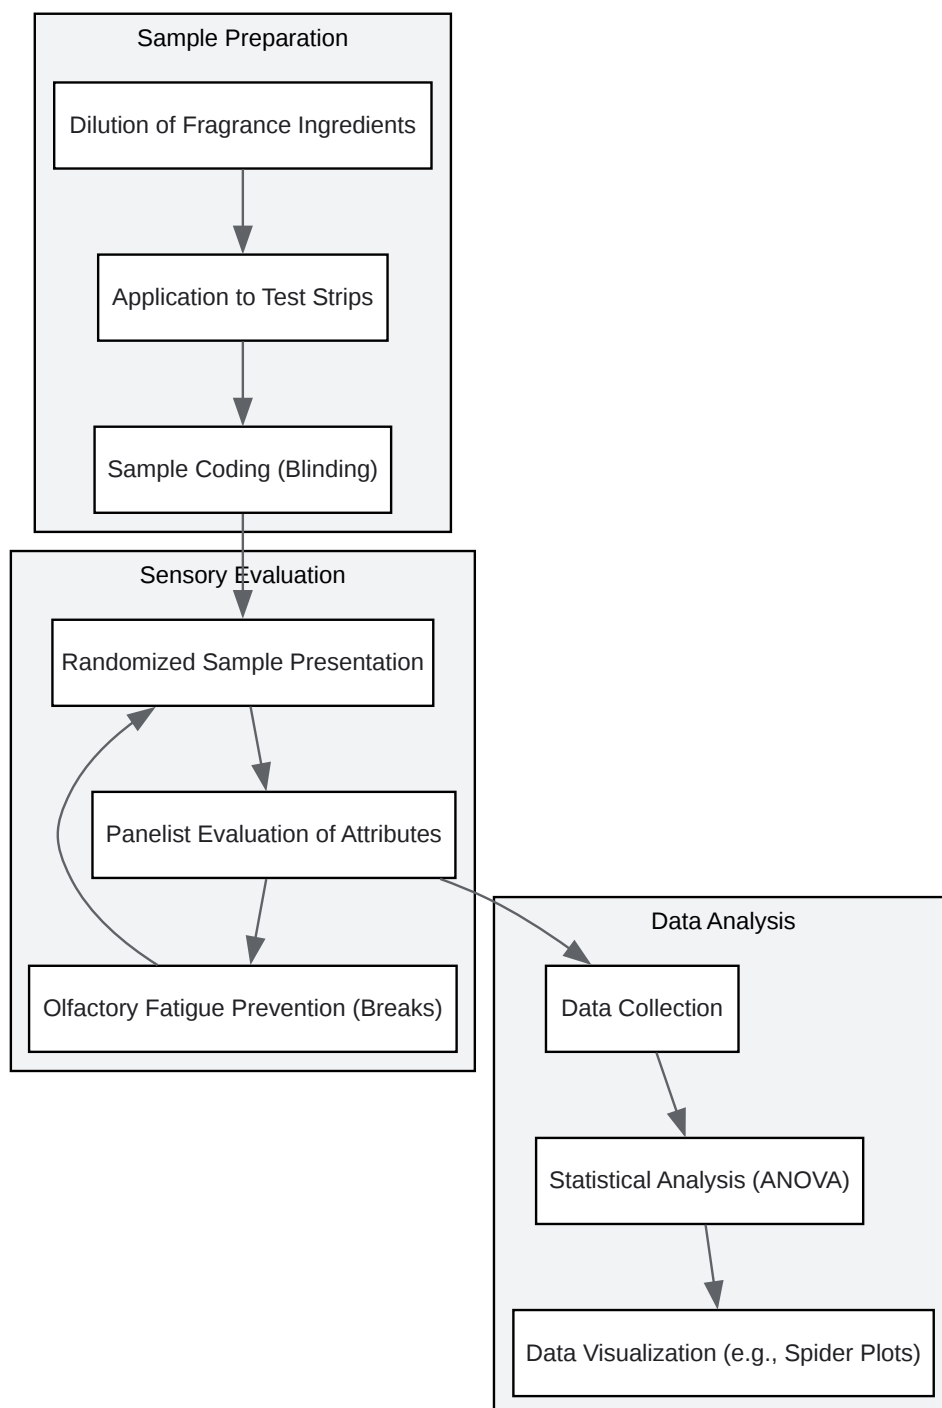 Sample Preparation
Dilution of Fragrance Ingredients
Application to Test Strips
Sample Coding (Blinding)
Sensory Evaluation
Randomized Sample Presentation
Panelist Evaluation of Attributes
Olfactory Fatigue Prevention (Breaks)
Data Analysis
Data Collection
Statistical Analysis (ANOVA)
Data Visualization (e.g., Spider Plots)